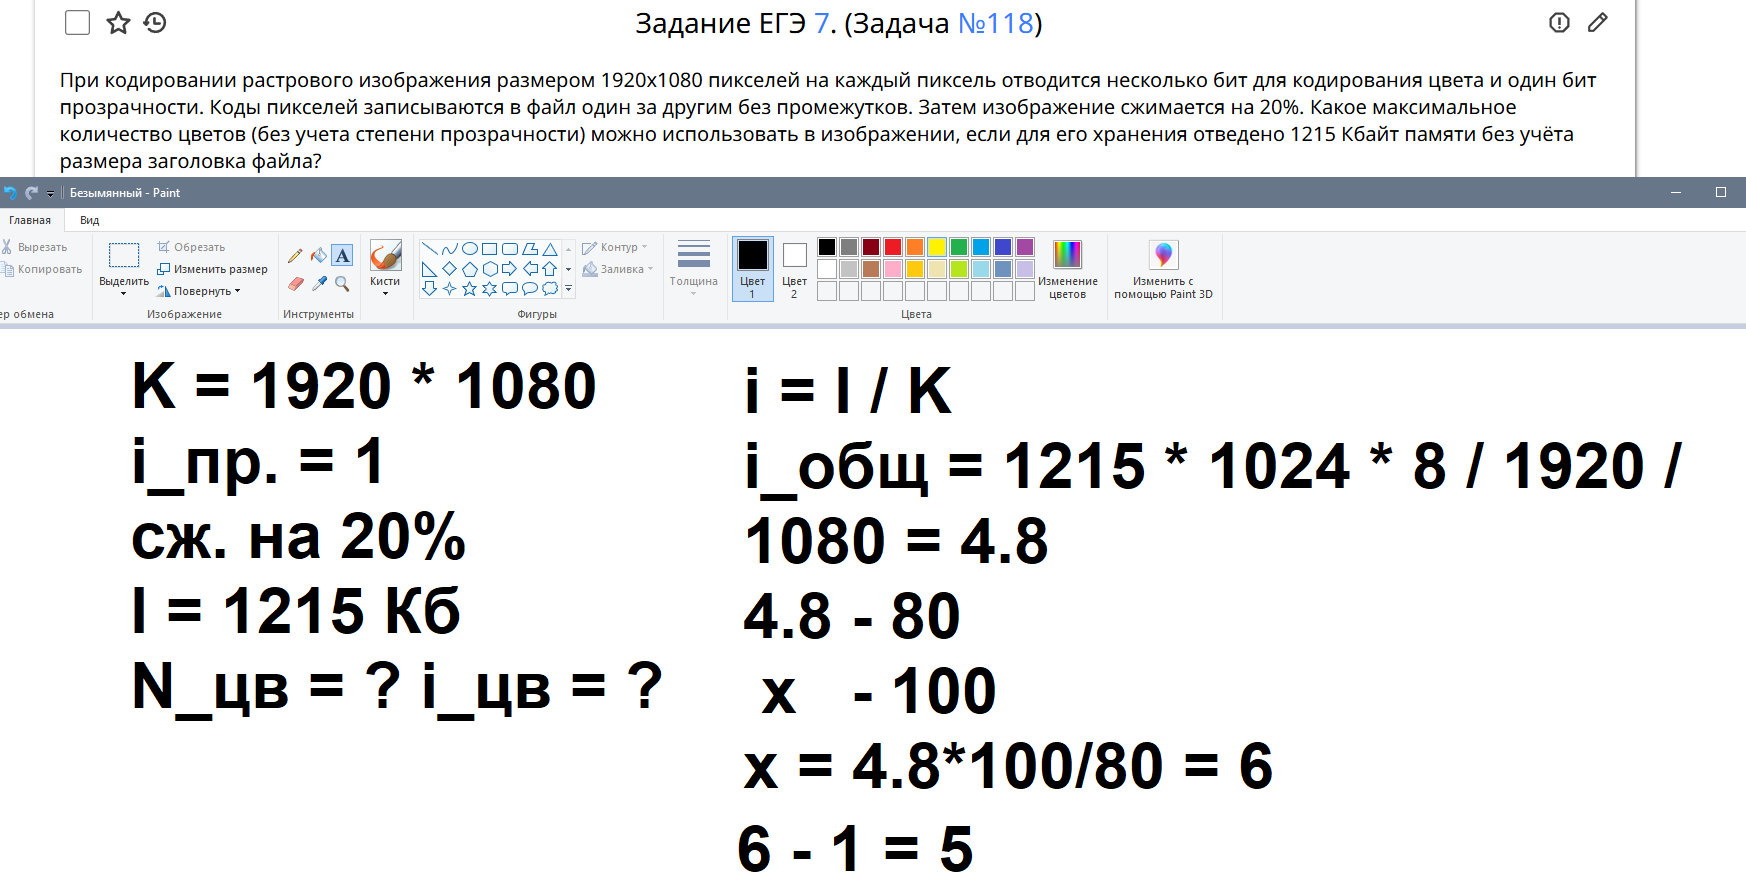 Задание ЕГЭ 7. (Задача №118)
При кодировании растрового изображения размером 1920х1080 пикселей на каждый пиксель отводится несколько бит для кодирования цвета и один бит
прозрачности. Коды пикселей записываются в файл один за другим без промежутков. Затем изображение сжимается на 20%. Какое максимальное
количество цветов (без учета степени прозрачности) можно использовать в изображении, если для его хранения отведено 1215 Кбайт памяти без учёта
размера заголовка файла?
Безымянный - Paint
Главная Вид
Вырезать
Копировать
ер обмена
Выделить
Обрезать
Изменить размер
Повернуть
Изображение
A
Инструменты
Кисти
Контур
Заливка
Фигуры
Толщина
Цвет
1
Цвет
2
Изменение
цветов
Цвета
Изменить с
помощью Paint 3D
K = 1920 * 1080
i_пр. = 1
сж. на 20%
I = 1215 Кб
N_цв = ? i_цв = ?
i = I / K
i_общ = 1215 * 1024 * 8 / 1920 /
1080 = 4.8
4.8 - 80
x - 100
x = 4.8*100/80 = 6
6 - 1 = 5